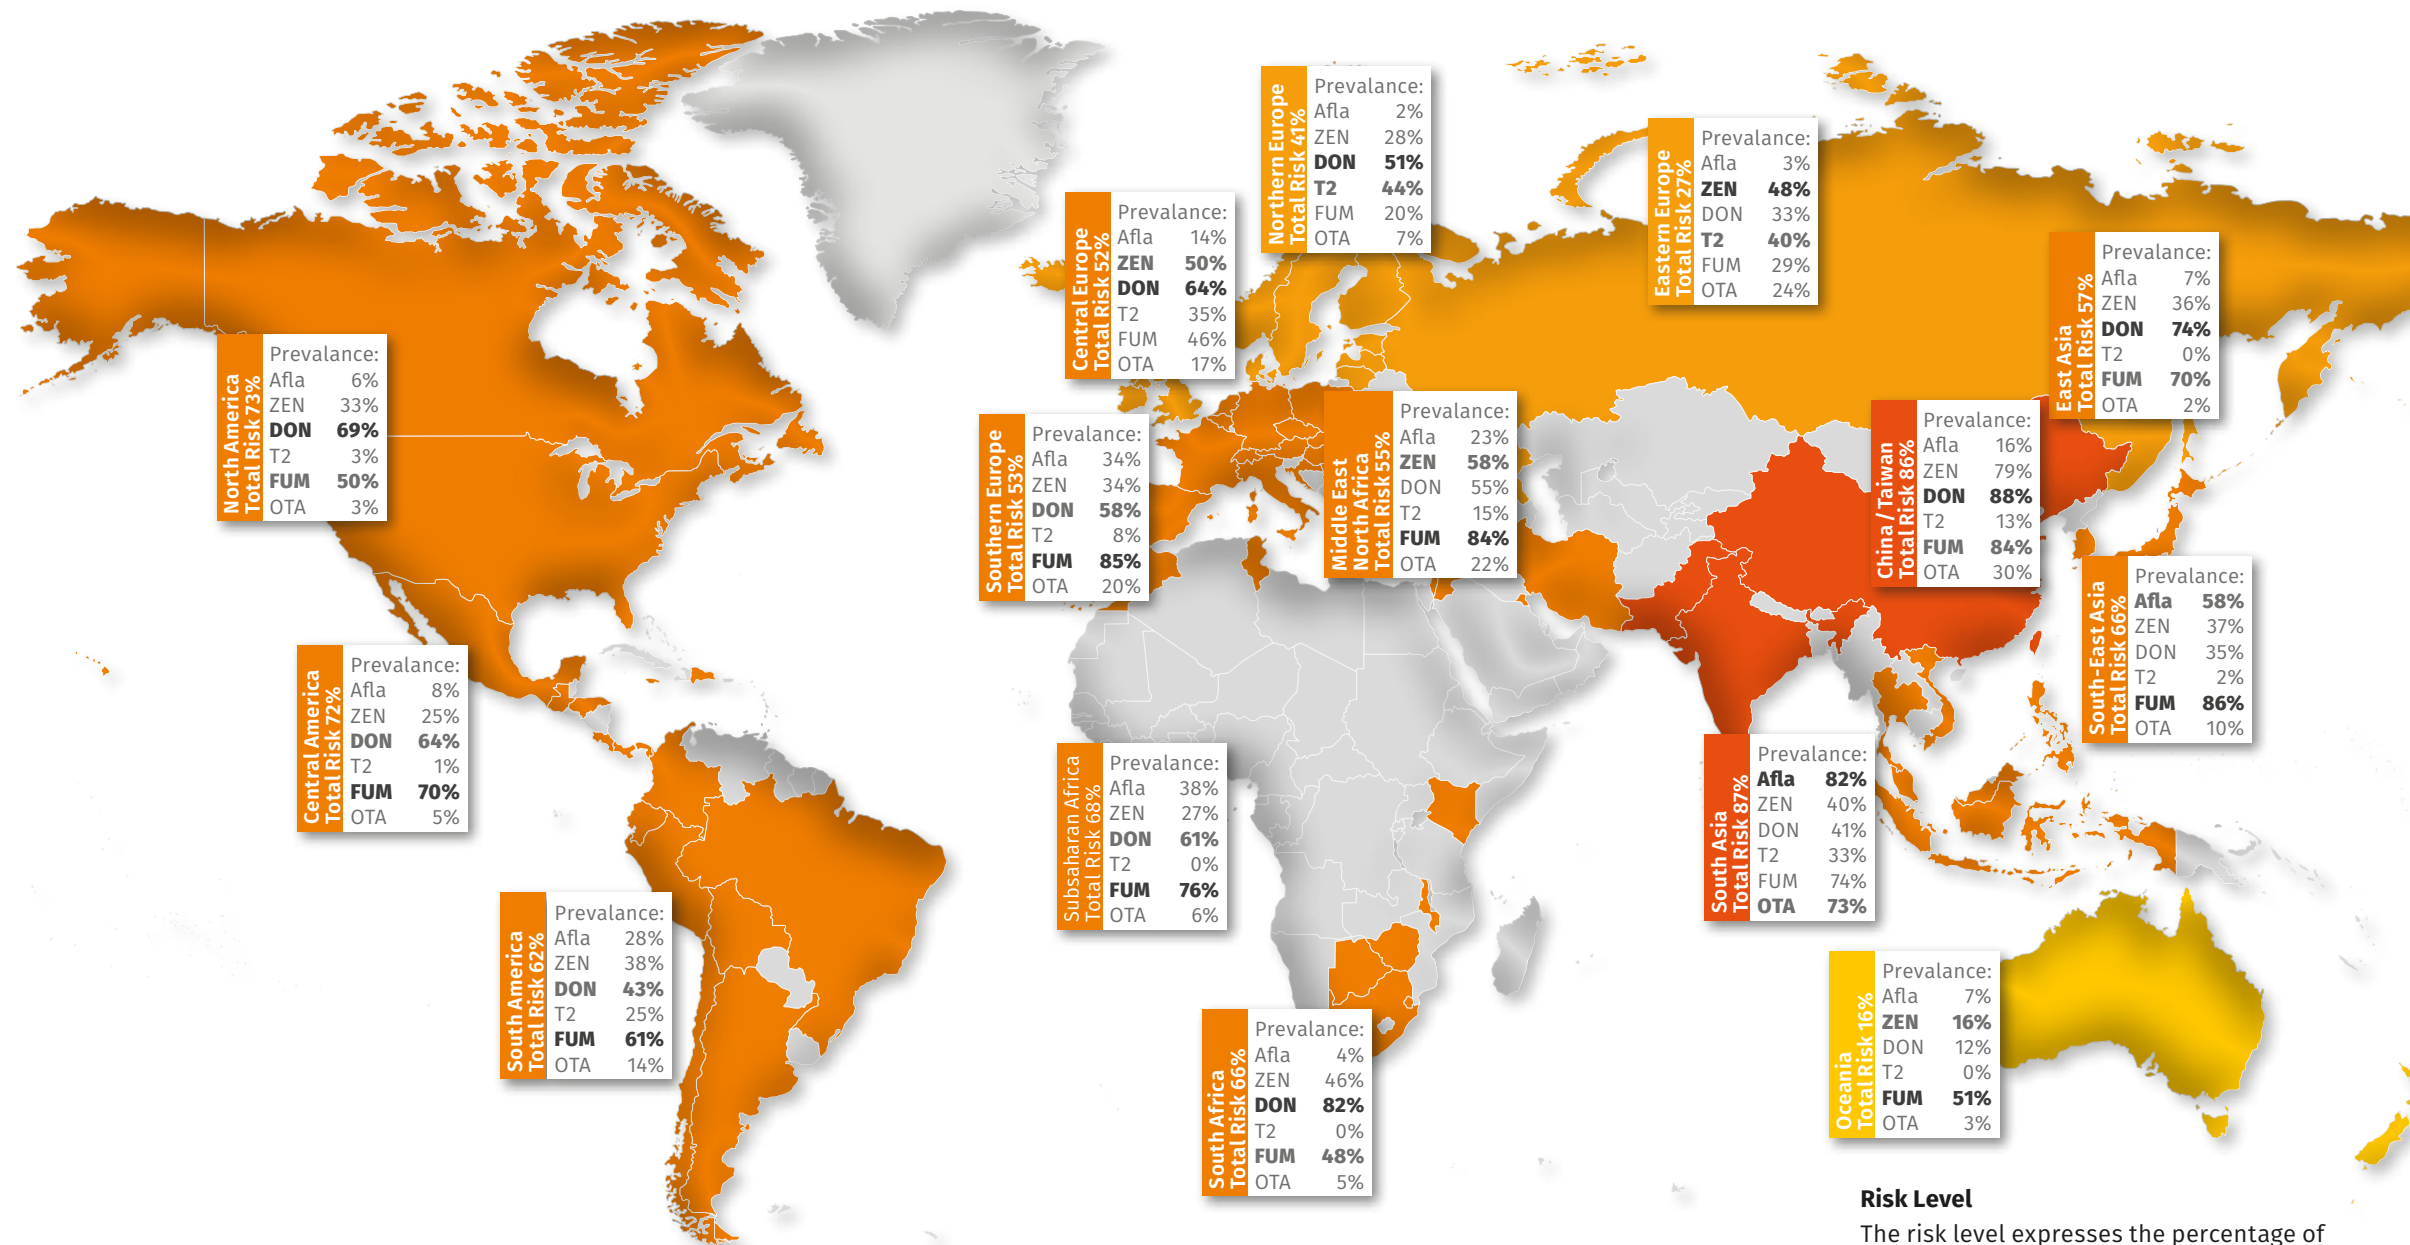 Northern Europe
Total Risk 41%
Prevalance:
Afla 2%
ZEN 28%
DON 51%
T2 44%
FUM 20%
OTA 7%
Eastern Europe
Total Risk 27%
Prevalance:
Afla 3%
ZEN 48%
DON 33%
T2 40%
FUM 29%
OTA 24%
Central Europe
Total Risk 52%
Prevalance:
Afla 14%
ZEN 50%
DON 64%
T2 35%
FUM 46%
OTA 17%
East Asia
Total Risk 57%
Prevalance:
Afla 7%
ZEN 36%
DON 74%
T2 0%
FUM 70%
OTA 2%
North America
Total Risk 73%
Prevalance:
Afla 6%
ZEN 33%
DON 69%
T2 3%
FUM 50%
OTA 3%
Southern Europe
Total Risk 53%
Prevalance:
Afla 34%
ZEN 34%
DON 58%
T2 8%
FUM 85%
OTA 20%
Middle East
North Africa
Total Risk 55%
Prevalance:
Afla 23%
ZEN 58%
DON 55%
T2 15%
FUM 84%
OTA 22%
China / Taiwan
Total Risk 86%
Prevalance:
Afla 16%
ZEN 79%
DON 88%
T2 13%
FUM 84%
OTA 30%
South-East Asia
Total Risk 66%
Prevalance:
Afla 58%
ZEN 37%
DON 35%
T2 2%
FUM 86%
OTA 10%
Central America
Total Risk 72%
Prevalance:
Afla 8%
ZEN 25%
DON 64%
T2 1%
FUM 70%
OTA 5%
Subsaharan Africa
Total Risk 68%
Prevalance:
Afla 38%
ZEN 27%
DON 61%
T2 0%
FUM 76%
OTA 6%
South Asia
Total Risk 87%
Prevalance:
Afla 82%
ZEN 40%
DON 41%
T2 33%
FUM 74%
OTA 73%
South America
Total Risk 62%
Prevalance:
Afla 28%
ZEN 38%
DON 43%
T2 25%
FUM 61%
OTA 14%
Oceania
Total Risk 16%
Prevalance:
Afla 7%
ZEN 16%
DON 12%
T2 0%
FUM 51%
OTA 3%
South Africa
Total Risk 66%
Prevalance:
Afla 4%
ZEN 46%
DON 82%
T2 0%
FUM 48%
OTA 5%
Risk Level
The risk level expresses the percentage of